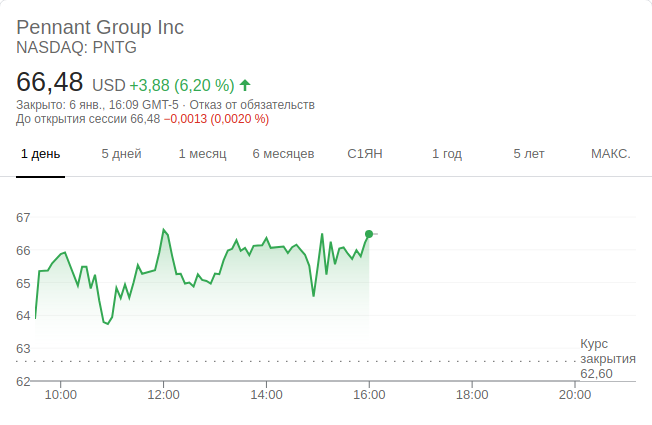 Pennant Group Inc
NASDAQ: PNTG
66,48 USD +3,88 (6,20 %)
Закрыто: 6 янв., 16:09 GMT-5 · Отказ от обязательств
До открытия сессии 66,48 −0,0013 (0,0020 %)
1 день 5 дней 1 месяц 6 месяцев С1ЯН 1 год 5 лет МАКС.
67
66
65
64
63
62
Курс
закрытия
62,60
10:00 12:00 14:00 16:00 18:00 20:00